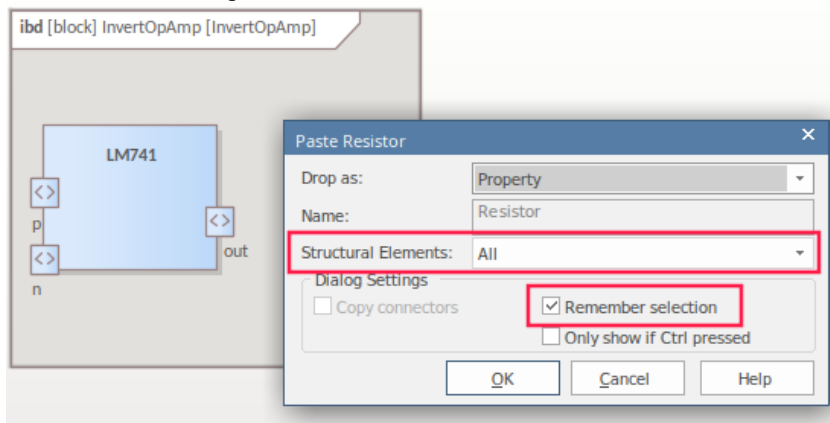 ibd [block] InvertOpAmp [InvertOpAmp]
LM741
<>
p
<>
out
<>
n
Paste Resistor
Drop as: Property
Name: Resistor
Structural Elements: All
Dialog Settings
Copy connectors Remember selection
Only show if Ctrl pressed
OK Cancel Help